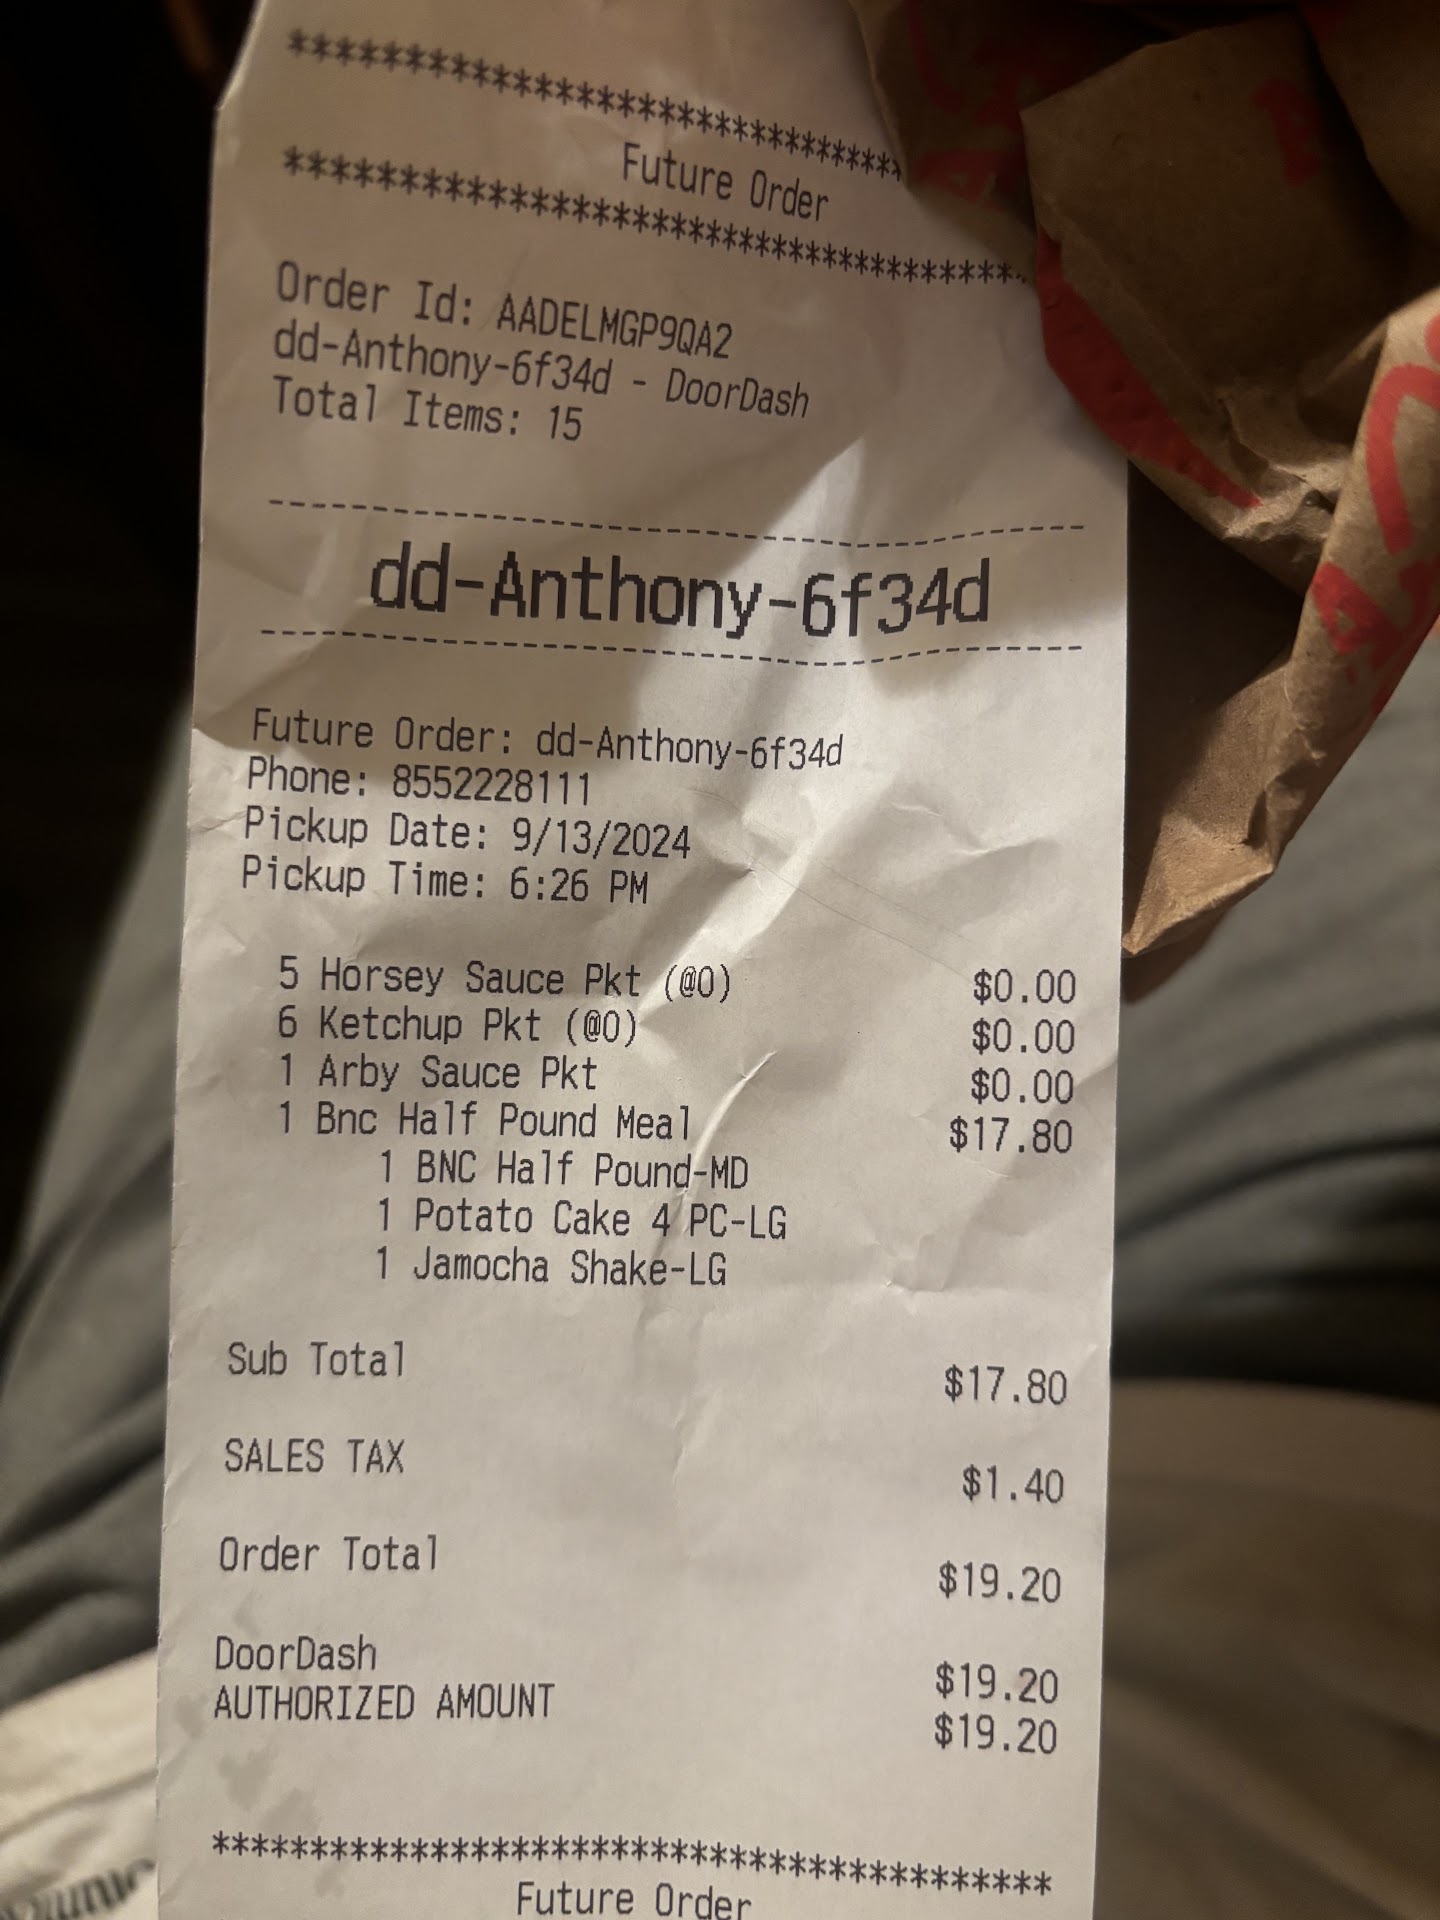 ******************************************
Future Order
******************************************
Order Id: AADELMGP9QA2
dd-Anthony-6f34d - DoorDash
Total Items: 15
------------------------------------------
dd-Anthony-6f34d
------------------------------------------
Future Order: dd-Anthony-6f34d
Phone: 8552228111
Pickup Date: 9/13/2024
Pickup Time: 6:26 PM
5 Horsey Sauce Pkt (@0) $0.00
6 Ketchup Pkt (@0) $0.00
1 Arby Sauce Pkt $0.00
1 Bnc Half Pound Meal $17.80
1 BNC Half Pound-MD
1 Potato Cake 4 PC-LG
1 Jamocha Shake-LG
Sub Total $17.80
SALES TAX $1.40
Order Total $19.20
DoorDash $19.20
AUTHORIZED AMOUNT $19.20
******************************************
Future Order